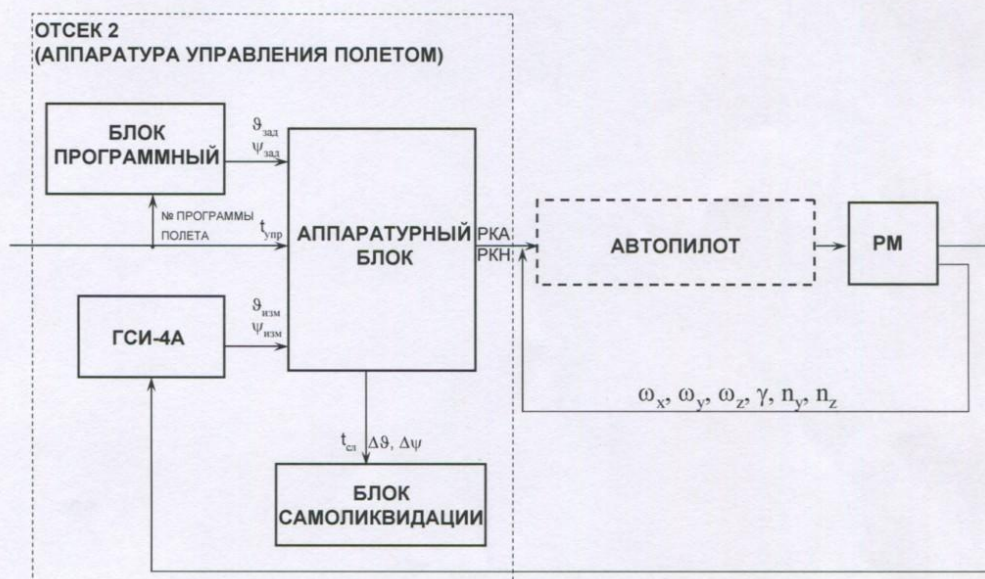 ОТСЕК 2
(АППАРАТУРА УПРАВЛЕНИЯ ПОЛЕТОМ)
БЛОК
ПРОГРАММНЫЙ
ϑзад
ψзад
№ ПРОГРАММЫ
ПОЛЕТА
tупр
АППАРАТУРНЫЙ
БЛОК
РКА
РКН
АВТОПИЛОТ
РМ
ГСИ-4А
ϑизм
ψизм
ωx, ωy, ωz, γ, ny, nz
tсл Δϑ, Δψ
БЛОК
САМОЛИКВИДАЦИИ